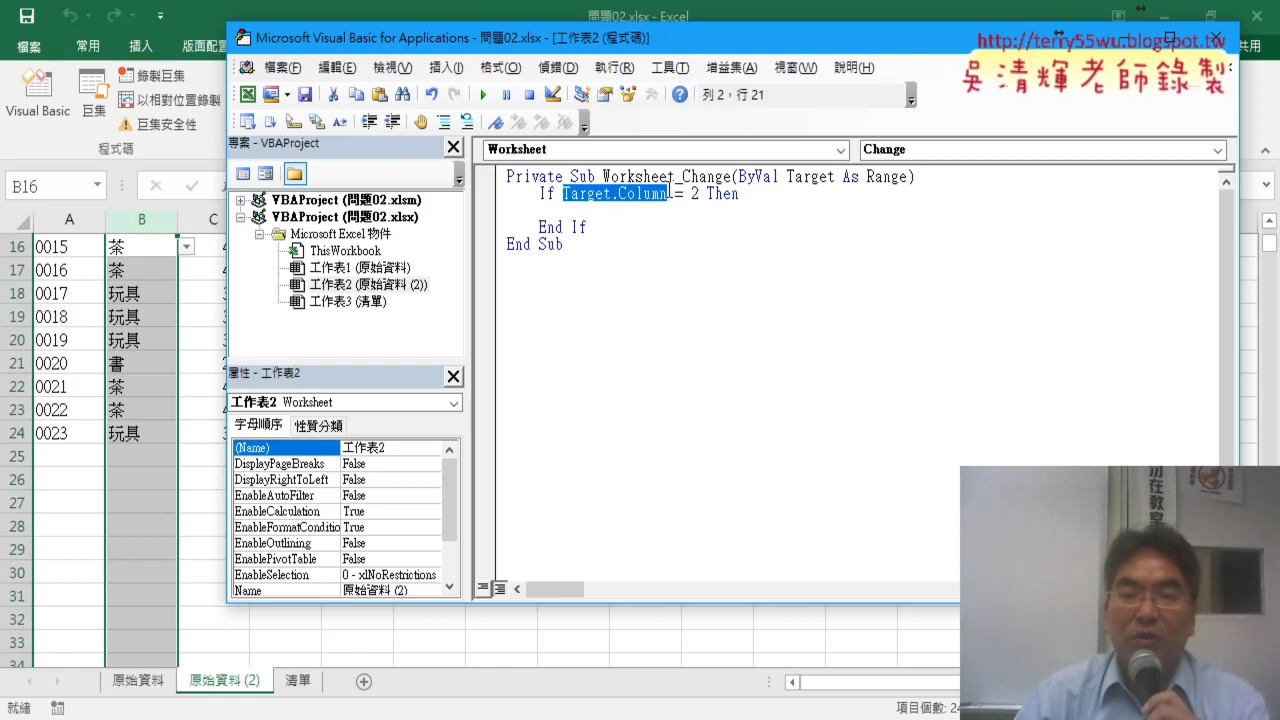 問題02.xlsx - Excel
檔案 常用 插入 版面配 共用
Visual Basic
巨集
錄製巨集
以相對位置錄製
巨集安全性
程式碼
B16
A B C
16 0015 茶
17 0016 茶
18 0017 玩具
19 0018 玩具
20 0019 玩具
21 0020 書
22 0021 茶
23 0022 茶
24 0023 玩具
25
26
27
28
29
30
31
32
33
34
原始資料 原始資料 (2) 清單
就緒
Microsoft Visual Basic for Applications - 問題02.xlsx - [工作表2 (程式碼)]
http://terry55wu.blogspot.tw
吳清輝老師錄製
檔案(F) 編輯(E) 檢視(V) 插入(I) 格式(O) 偵錯(D) 執行(R) 工具(T) 增益集(A) 視窗(W) 說明(H)
列 2，行 21
專案 - VBAProject
VBAProject (問題02.xlsm)
VBAProject (問題02.xlsx)
Microsoft Excel 物件
ThisWorkbook
工作表1 (原始資料)
工作表2 (原始資料 (2))
工作表3 (清單)
屬性 - 工作表2
工作表2 Worksheet
字母順序 性質分類
(Name) 工作表2
DisplayPageBreaks False
DisplayRightToLeft False
EnableAutoFilter False
EnableCalculation True
EnableFormatConditio True
EnableOutlining False
EnablePivotTable False
EnableSelection 0 - xlNoRestrictions
Name 原始資料 (2)
Worksheet Change
Private Sub Worksheet_Change(ByVal Target As Range)
If Target.Column = 2 Then
End If
End Sub
別在教室